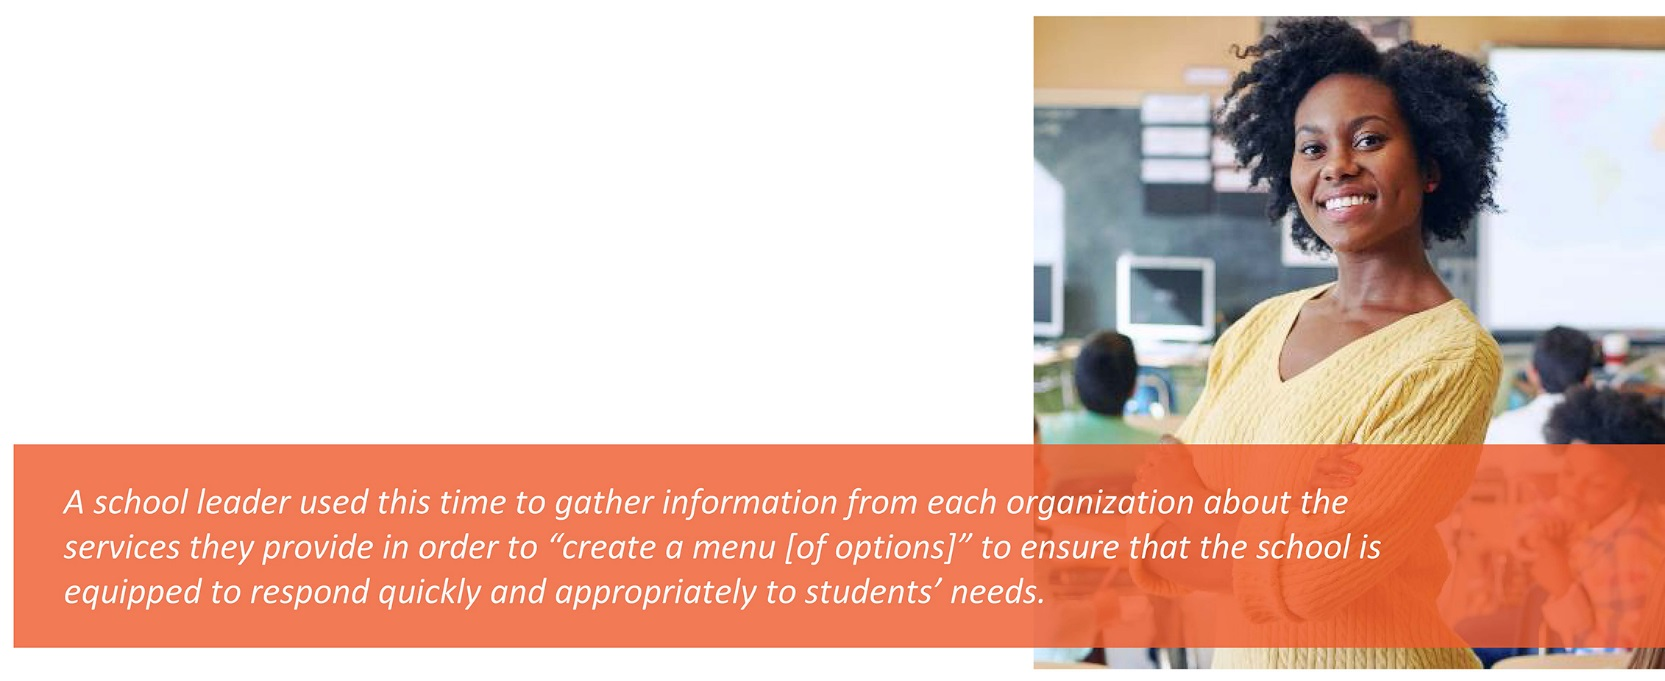 A school leader used this time to gather information from each organization about the
services they provide in order to “create a menu [of options]” to ensure that the school is
equipped to respond quickly and appropriately to students’ needs.